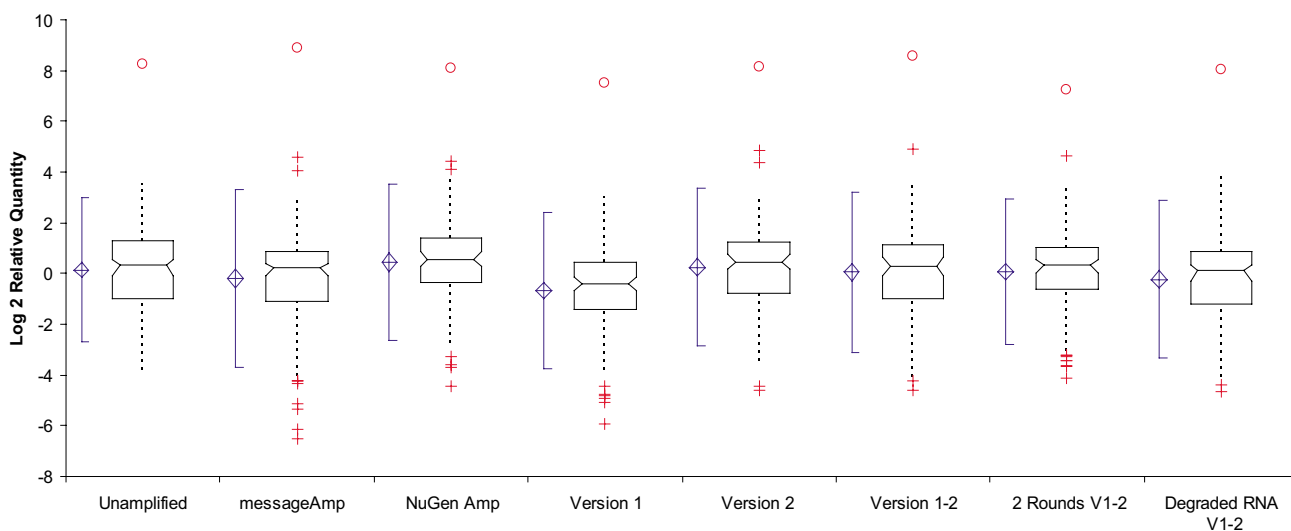 10
8
6
4
2
0
-2
-4
-6
-8
Log 2 Relative Quantity
Unamplified
messageAmp
NuGen Amp
Version 1
Version 2
Version 1-2
2 Rounds V1-2
Degraded RNA
V1-2